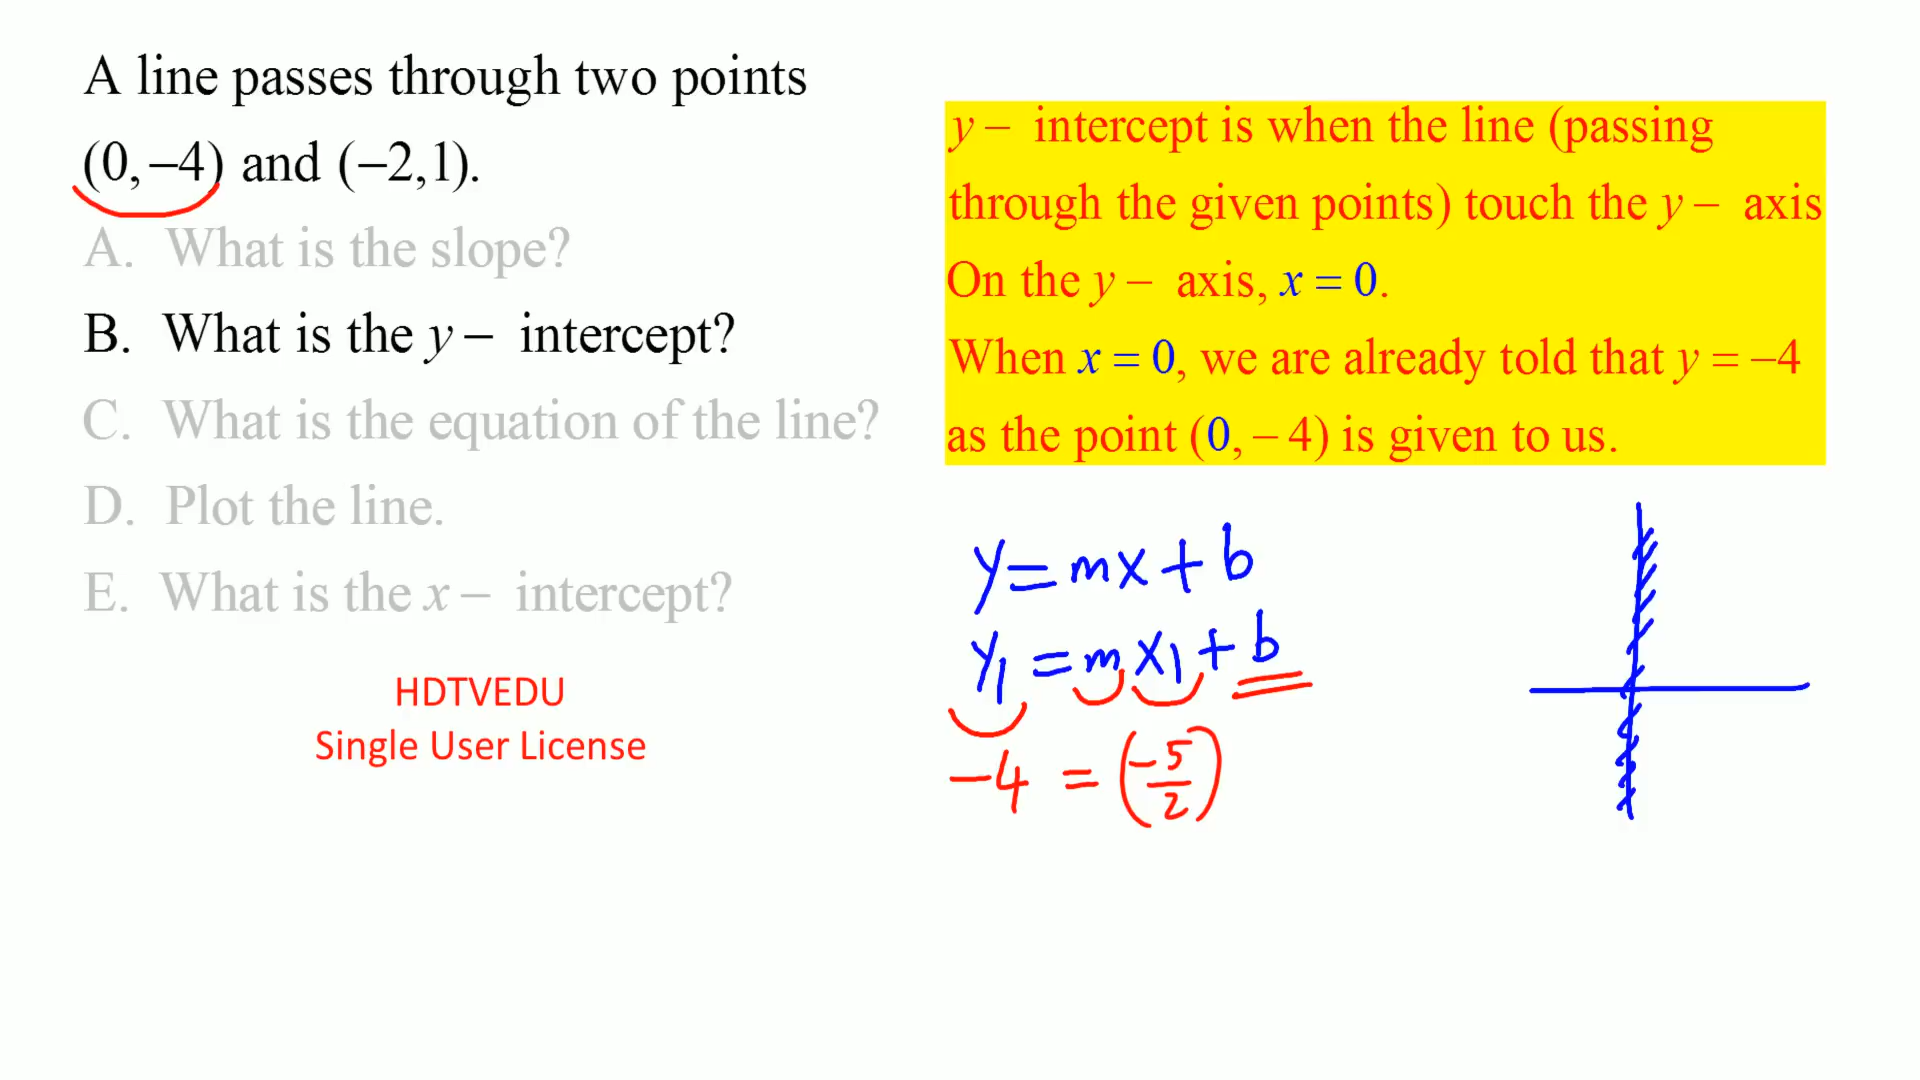 A line passes through two points
(0, −4) and (−2,1).
A. What is the slope?
B. What is the y − intercept?
C. What is the equation of the line?
D. Plot the line.
E. What is the x − intercept?
HDTVEDU
Single User License
y − intercept is when the line (passing
through the given points) touch the y − axis
On the y − axis, x = 0.
When x = 0, we are already told that y = −4
as the point (0, − 4) is given to us.
y = mx + b
y₁ = m x₁ + b
−4 = (−5/2)